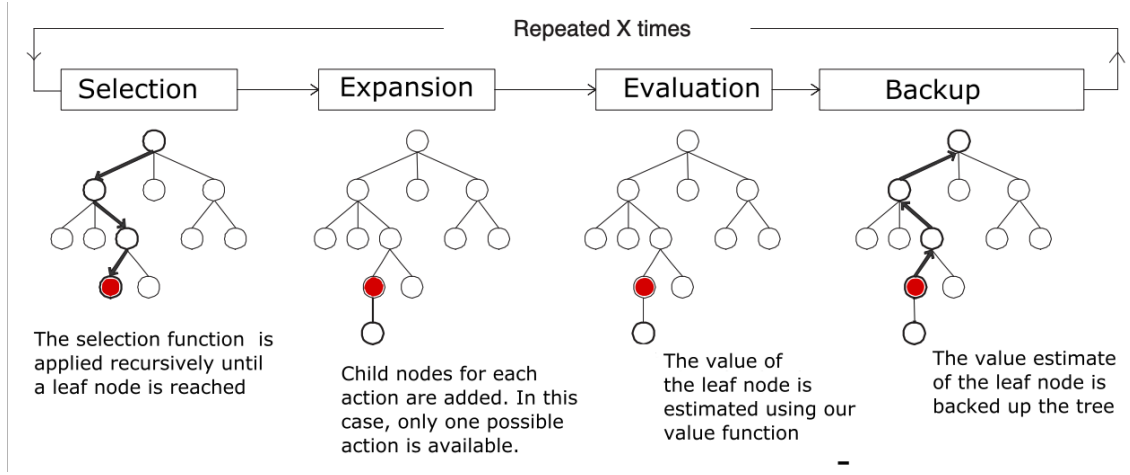 Repeated X times
Selection
Expansion
Evaluation
Backup
The selection function is
applied recursively until
a leaf node is reached
Child nodes for each
action are added. In this
case, only one possible
action is available.
The value of
the leaf node is
estimated using our
value function
The value estimate
of the leaf node is
backed up the tree